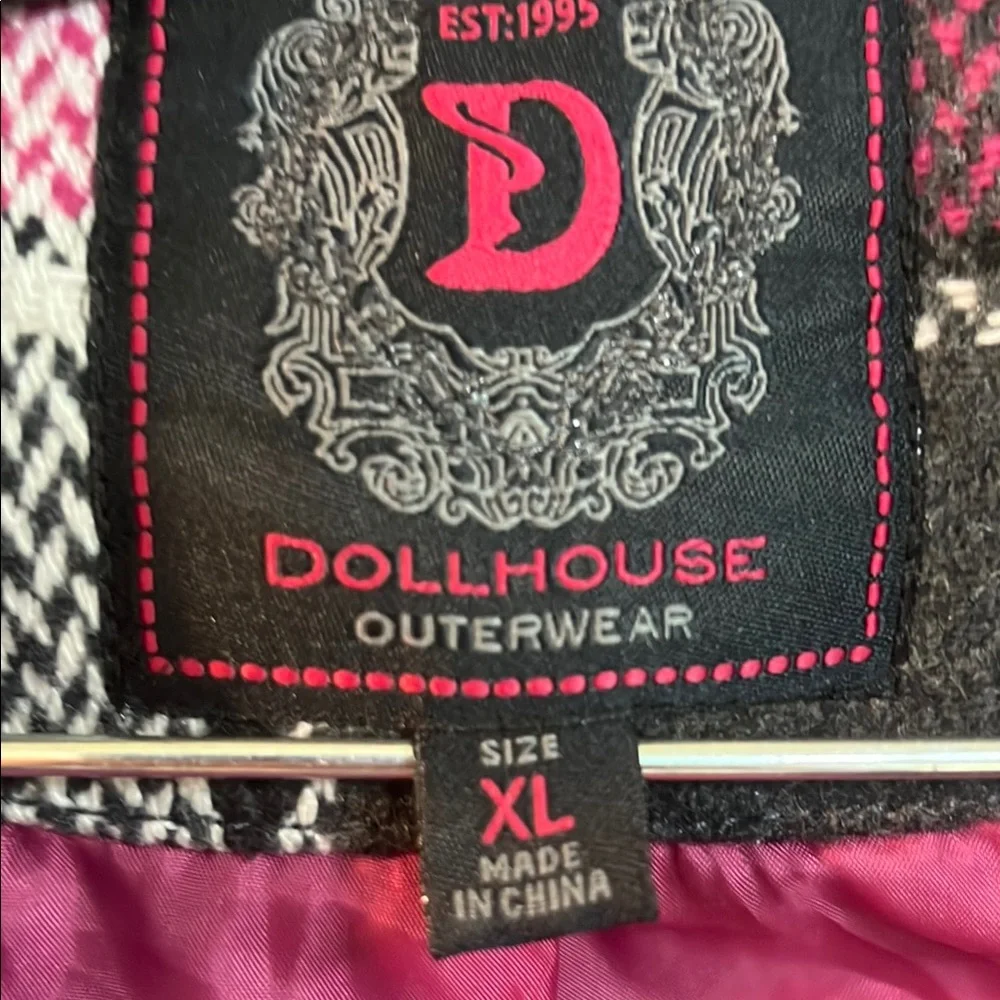 EST:1995
D
DOLLHOUSE
OUTERWEAR
SIZE
XL
MADE
IN CHINA